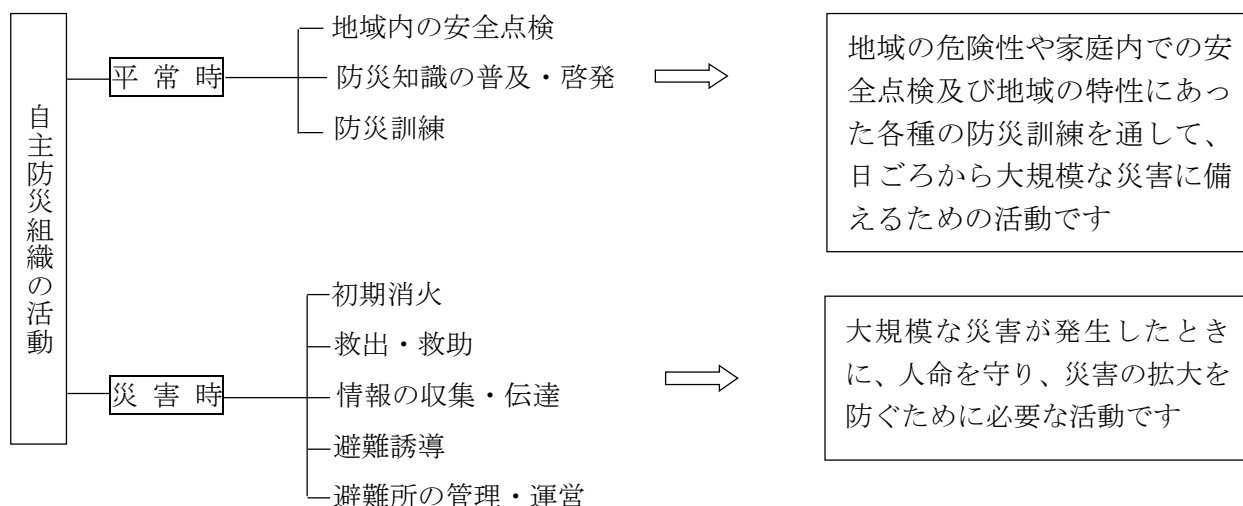 自主防災組織の活動
平常時
地域内の安全点検
防災知識の普及・啓発
防災訓練
地域の危険性や家庭内での安
全点検及び地域の特性にあっ
た各種の防災訓練を通して、
日ごろから大規模な災害に備
えるための活動です
災害時
初期消火
救出・救助
情報の収集・伝達
避難誘導
避難所の管理・運営
大規模な災害が発生したとき
に、人命を守り、災害の拡大を
防ぐために必要な活動です